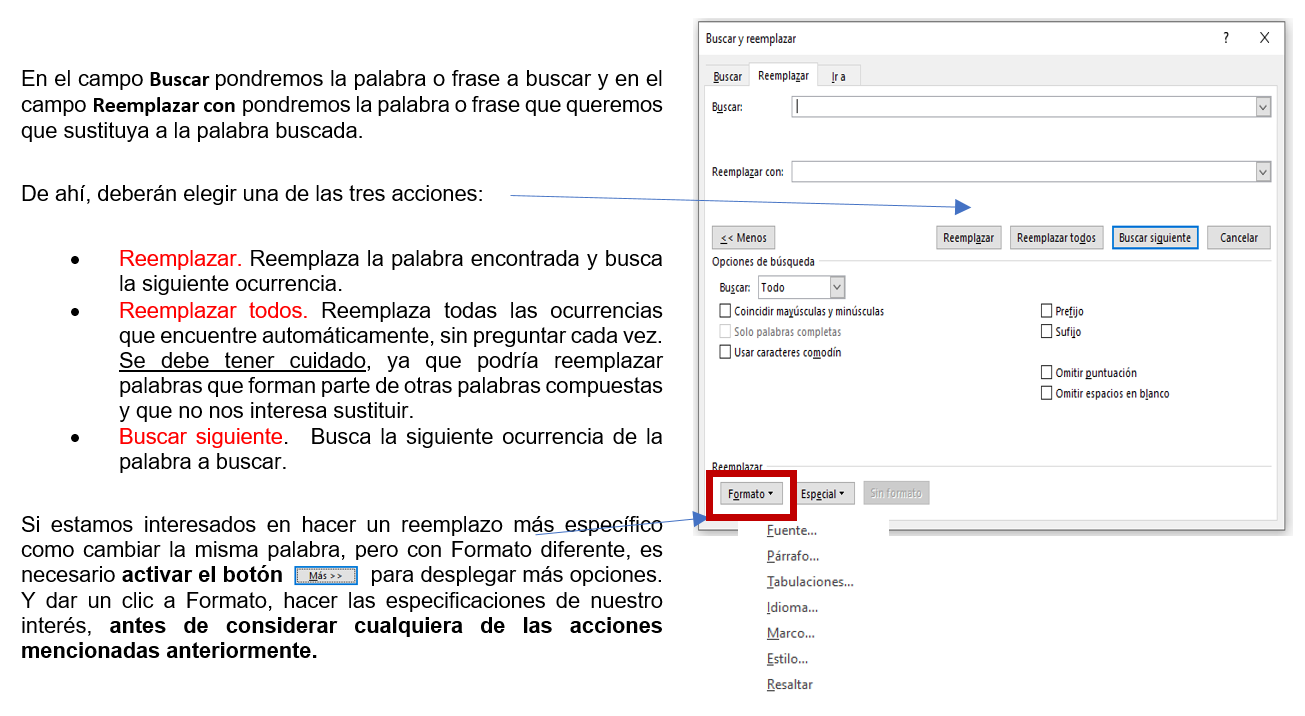 En el campo Buscar pondremos la palabra o frase a buscar y en el
campo Reemplazar con pondremos la palabra o frase que queremos
que sustituya a la palabra buscada.
De ahí, deberán elegir una de las tres acciones:
• Reemplazar. Reemplaza la palabra encontrada y busca
la siguiente ocurrencia.
• Reemplazar todos. Reemplaza todas las ocurrencias
que encuentre automáticamente, sin preguntar cada vez.
Se debe tener cuidado, ya que podría reemplazar
palabras que forman parte de otras palabras compuestas
y que no nos interesa sustituir.
• Buscar siguiente. Busca la siguiente ocurrencia de la
palabra a buscar.
Si estamos interesados en hacer un reemplazo más específico
como cambiar la misma palabra, pero con Formato diferente, es
necesario activar el botón Más >> para desplegar más opciones.
Y dar un clic a Formato, hacer las especificaciones de nuestro
interés, antes de considerar cualquiera de las acciones
mencionadas anteriormente.
Buscar y reemplazar ? X
Buscar Reemplazar Ir a
Buscar:
Reemplazar con:
<< Menos Reemplazar Reemplazar todos Buscar siguiente Cancelar
Opciones de búsqueda
Buscar: Todo
Coincidir mayúsculas y minúsculas Prefijo
Solo palabras completas Sufijo
Usar caracteres comodín
Omitir puntuación
Omitir espacios en blanco
Reemplazar
Formato Especial Sin formato
Fuente...
Párrafo...
Tabulaciones...
Idioma...
Marco...
Estilo...
Resaltar